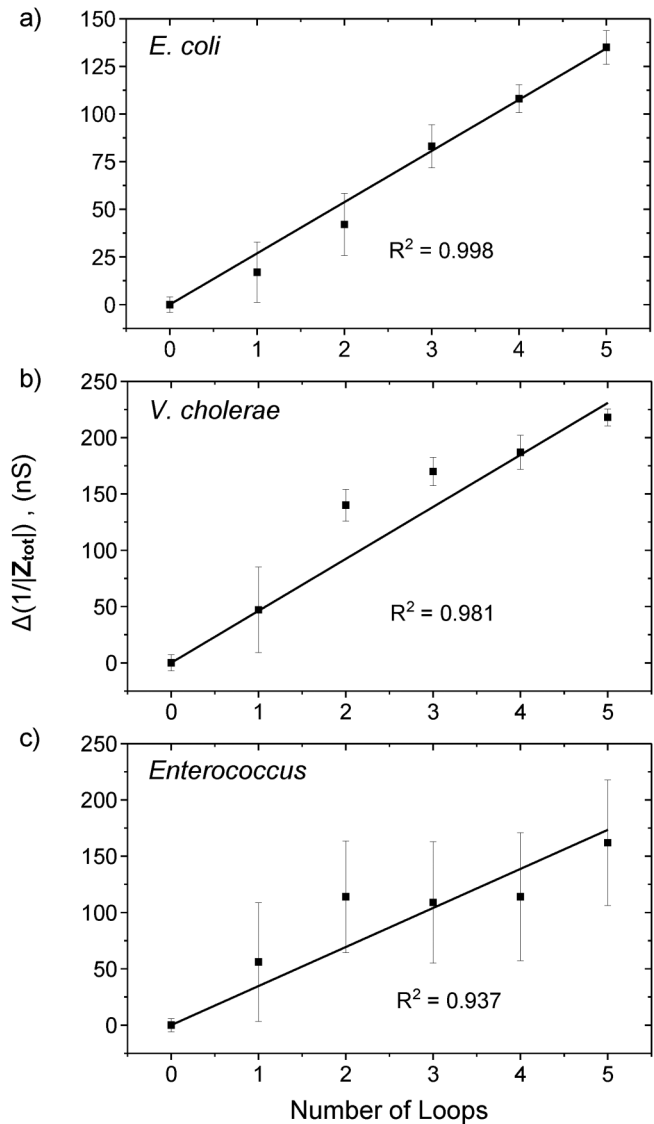 a)
E. coli
150
125
100
75
50
25
0
R² = 0.998
0 1 2 3 4 5
b)
V. cholerae
250
200
150
100
50
0
R² = 0.981
0 1 2 3 4 5
Δ(1/|Z_tot|) , (nS)
c)
Enterococcus
250
200
150
100
50
0
R² = 0.937
0 1 2 3 4 5
Number of Loops